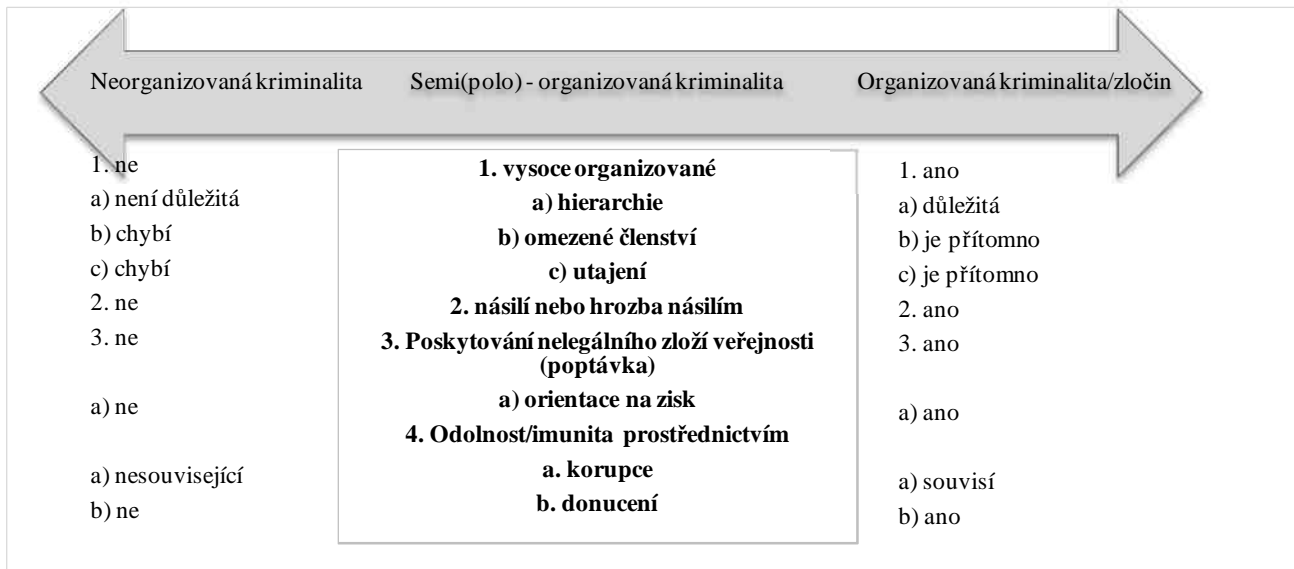 Neorganizovaná kriminalita
Semi(polo) - organizovaná kriminalita
Organizovaná kriminalita/zločin
1. ne
a) není důležitá
b) chybí
c) chybí
2. ne
3. ne
a) ne
a) nesouvisející
b) ne
1. vysoce organizované
a) hierarchie
b) omezené členství
c) utajení
2. násilí nebo hrozba násilím
3. Poskytování nelegálního zloží veřejnosti
(poptávka)
a) orientace na zisk
4. Odolnost/imunita prostřednictvím
a. korupce
b. donucení
1. ano
a) důležitá
b) je přítomno
c) je přítomno
2. ano
3. ano
a) ano
a) souvisí
b) ano